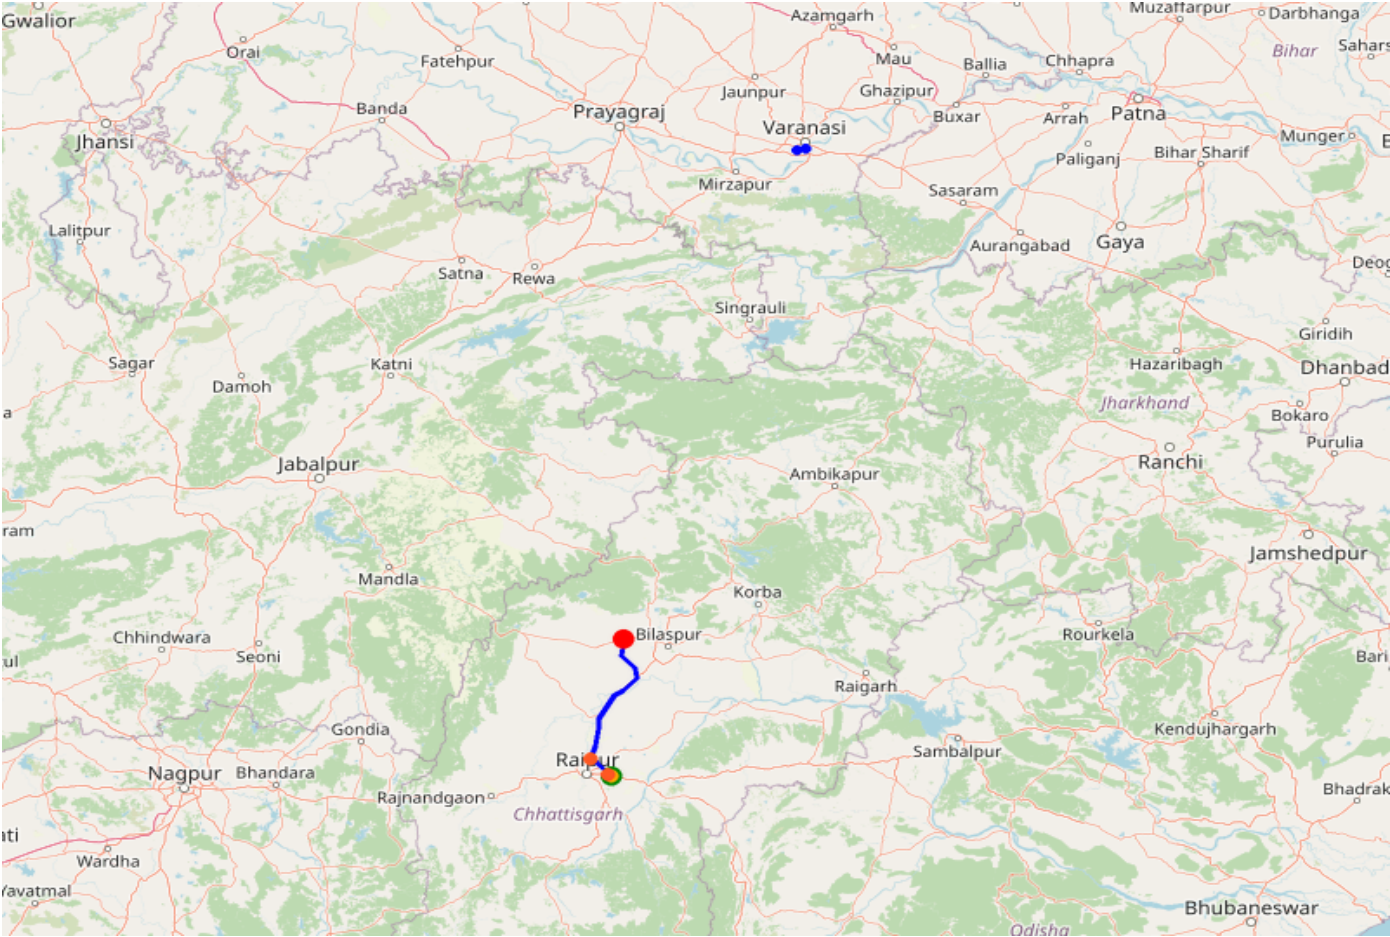 Gwalior
Azamgarh
Muzaffarpur
Darbhanga
Orai
Fatehpur
Mau
Ballia
Chhapra
Bihar
Sahars
Jaunpur
Ghazipur
Banda
Prayagraj
Varanasi
Buxar
Arrah
Patna
Munger
Jhansi
Paliganj
Bihar Sharif
Mirzapur
Sasaram
Lalitpur
Aurangabad
Gaya
Satna
Rewa
Deog
Singrauli
Giridih
Sagar
Damoh
Katni
Hazaribagh
Dhanbad
Jharkhand
a
Bokaro
Purulia
Jabalpur
Ambikapur
Ranchi
ram
Jamshedpur
Mandla
Korba
Chhindwara
Seoni
Bilaspur
Rourkela
ul
Bari
Raigarh
Gondia
Kendujhargarh
Sambalpur
Raipur
Nagpur
Bhandara
Rajnandgaon
Bhadrak
Chhattisgarh
ati
Wardha
Yavatmal
Bhubaneswar
Odisha